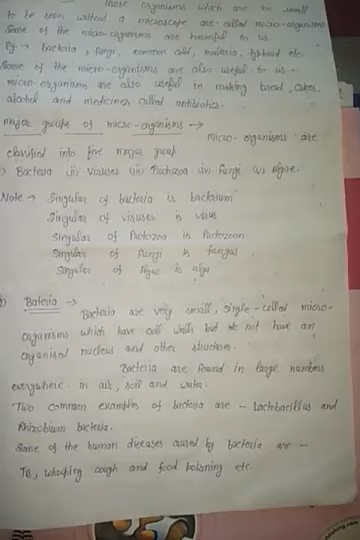 Those organisms which are too small
to be seen without a microscope are called micro-organisms
Some of the micro-organisms are harmful to us.
Eg:- bacteria, fungi, common cold, malaria, typhoid etc.
Some of the micro-organisms are also useful to us -
micro-organisms are also useful in making bread, cakes,
alcohol and medicines called antibiotics.
Major groups of micro-organisms →
micro-organisms are
classified into five major group.
i) Bacteria (ii) Viruses (iii) Protozoa (iv) Fungi (v) Algae.
Note → Singular of bacteria is bacterium
Singular of viruses is virus
Singular of Protozoa is Protozoan
Singular of Fungi is fungus
Singular of Algae is alga
Bateria →
Bacteria are very small, single-celled micro-
organisms which have cell walls but do not have an
organised nucleus and other structures.
Bacteria are found in large numbers
everywhere in air, soil and water.
Two common examples of bacteria are - Lactobacillus and
Rhizobium bacteria.
Some of the human diseases caused by bacteria are -
TB, whooping cough and food poisoning etc.